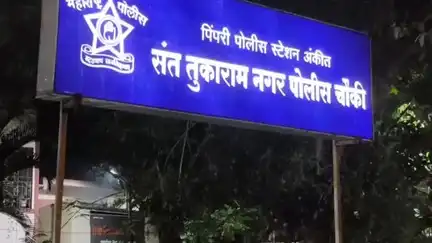 महाराष्ट्र पोलीस
पिंपरी पोलीस स्टेशन अंकीत
संत तुकाराम नगर पोलीस चौकी